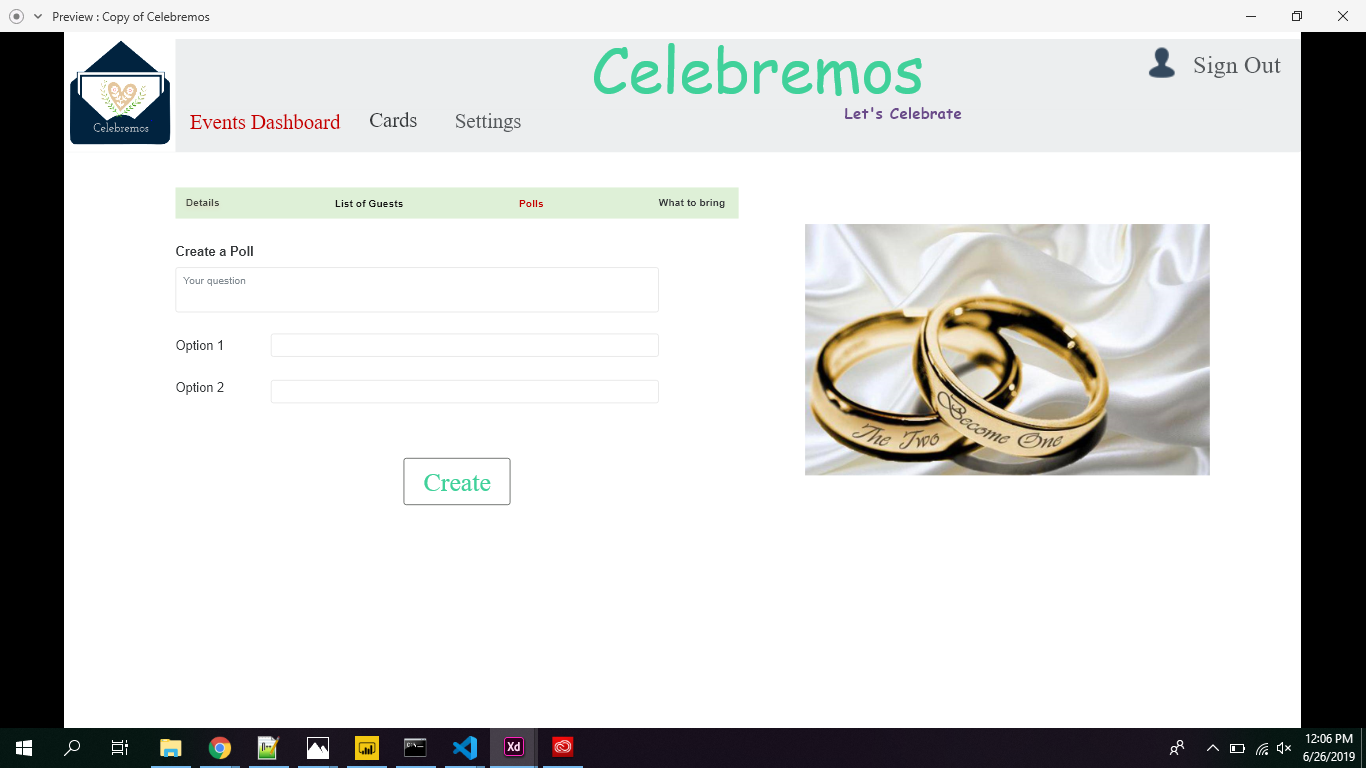 Preview : Copy of Celebremos
Celebremos
Sign Out
Let's Celebrate
Celebremos
Events Dashboard Cards Settings
Details List of Guests Polls What to bring
Create a Poll
Your question
Option 1
Option 2
The Two Become One
Create
Xd
12:06 PM
6/26/2019